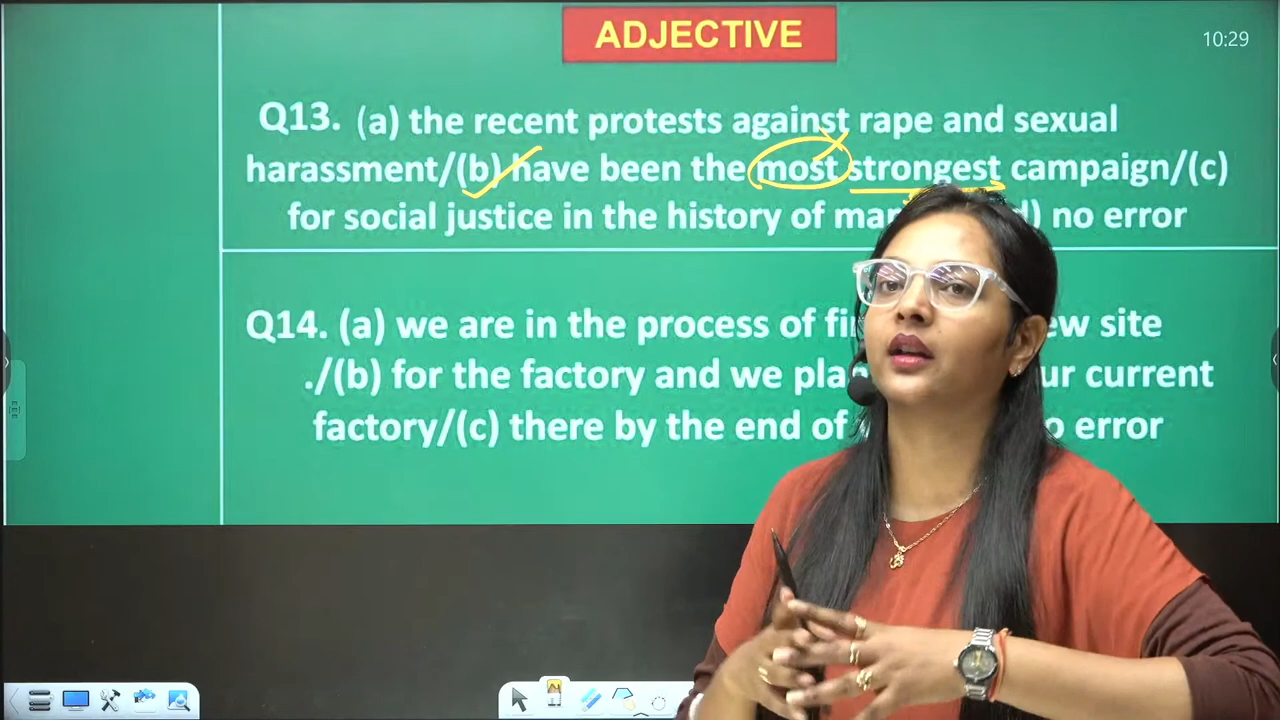 ADJECTIVE
10:29
Q13. (a) the recent protests against rape and sexual
harassment/(b) have been the most strongest campaign/(c)
for social justice in the history of no error
Q14. (a) we are in the process of site
./(b) for the factory and we current
factory/(c) there by the end of error